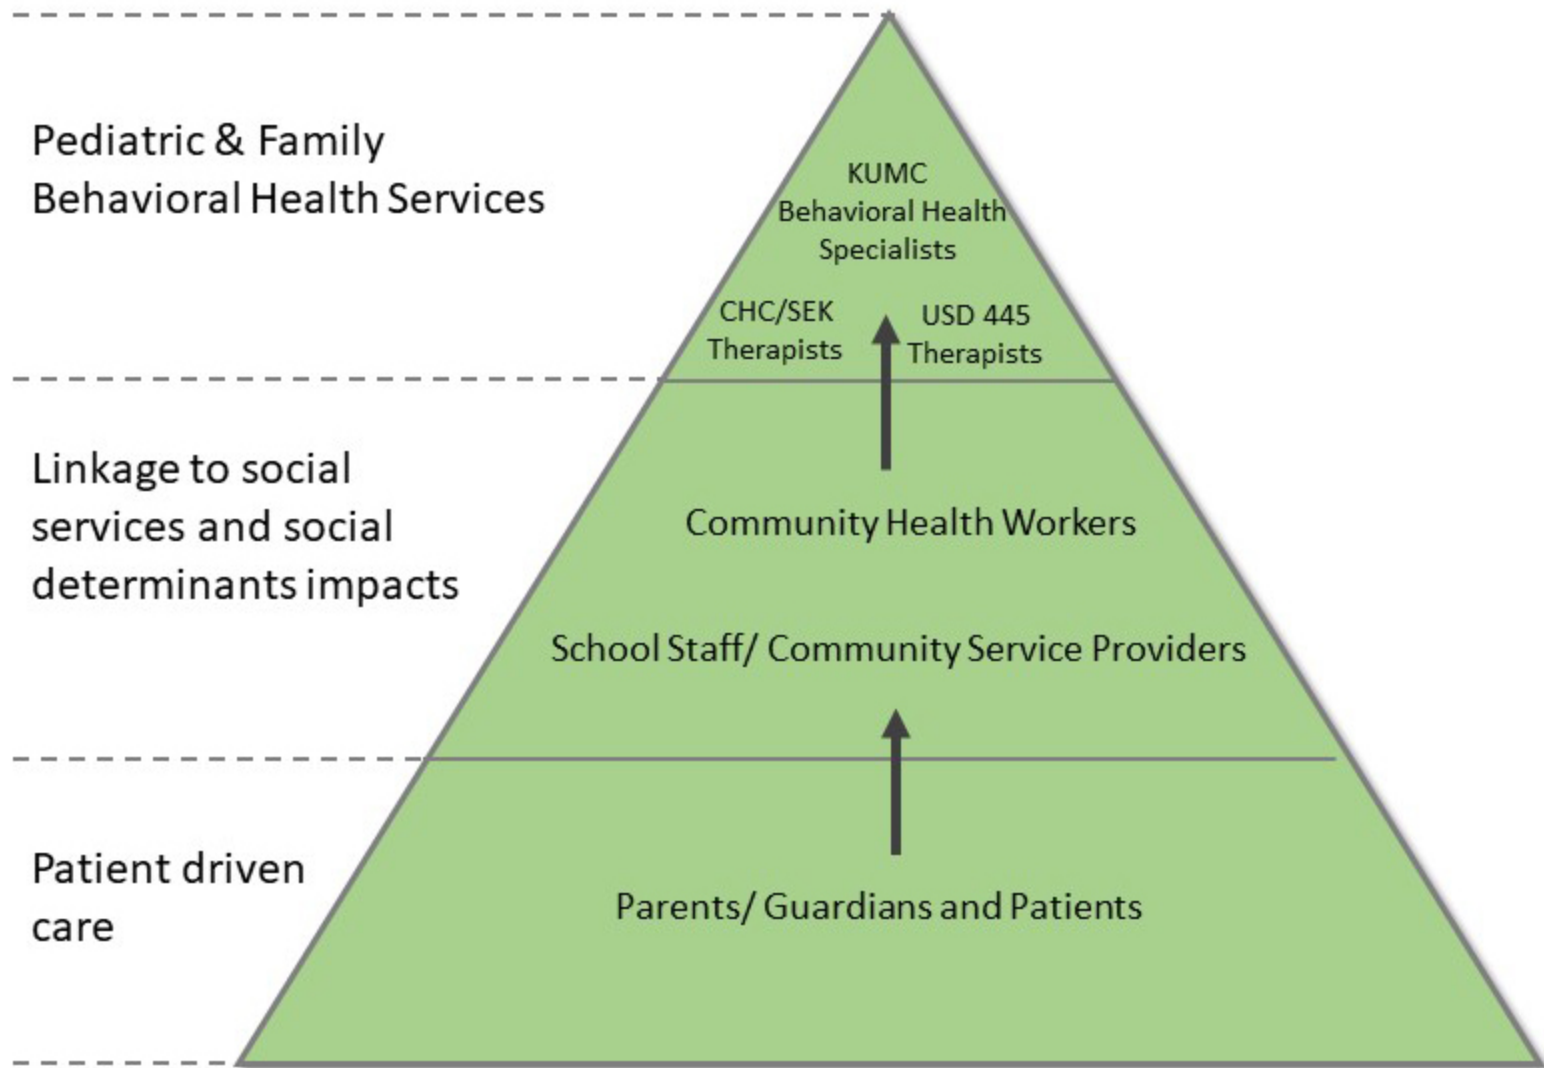 Pediatric & Family
Behavioral Health Services
KUMC
Behavioral Health
Specialists
CHC/SEK
Therapists
USD 445
Therapists
Linkage to social
services and social
determinants impacts
Community Health Workers
School Staff/ Community Service Providers
Patient driven
care
Parents/ Guardians and Patients